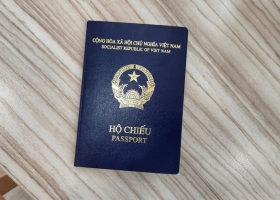 CỘNG HÒA XÃ HỘI CHỦ NGHĨA VIỆT NAM
SOCIALIST REPUBLIC OF VIET NAM
HỘ CHIẾU
PASSPORT